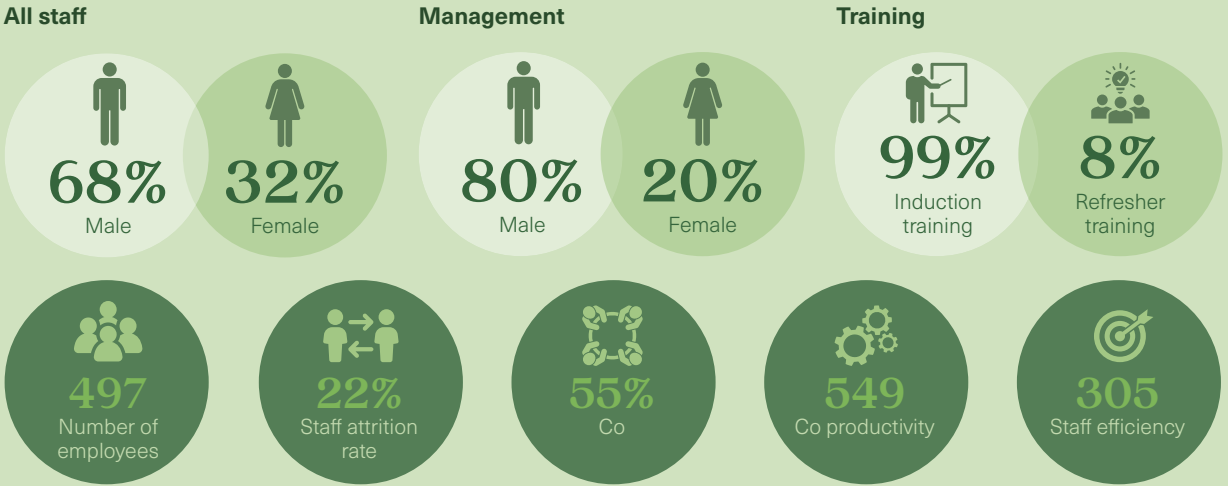 All staff
Management
Training
68%
Male
32%
Female
80%
Male
20%
Female
99%
Induction
training
8%
Refresher
training
497
Number of
employees
22%
Staff attrition
rate
55%
Co
549
Co productivity
305
Staff efficiency